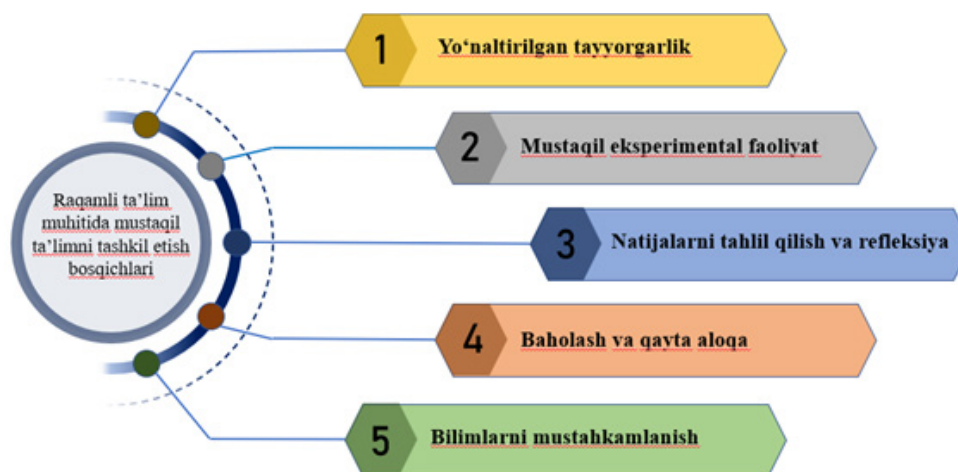 Raqamli ta’lim
muhitida mustaqil
ta’limni tashkil etish
bosqichlari
1
Yo‘naltirilgan tayyorgarlik
2
Mustaqil eksperimental faoliyat
3
Natijalarni tahlil qilish va refleksiya
4
Baholash va qayta aloqa
5
Bilimlarni mustahkamlanish